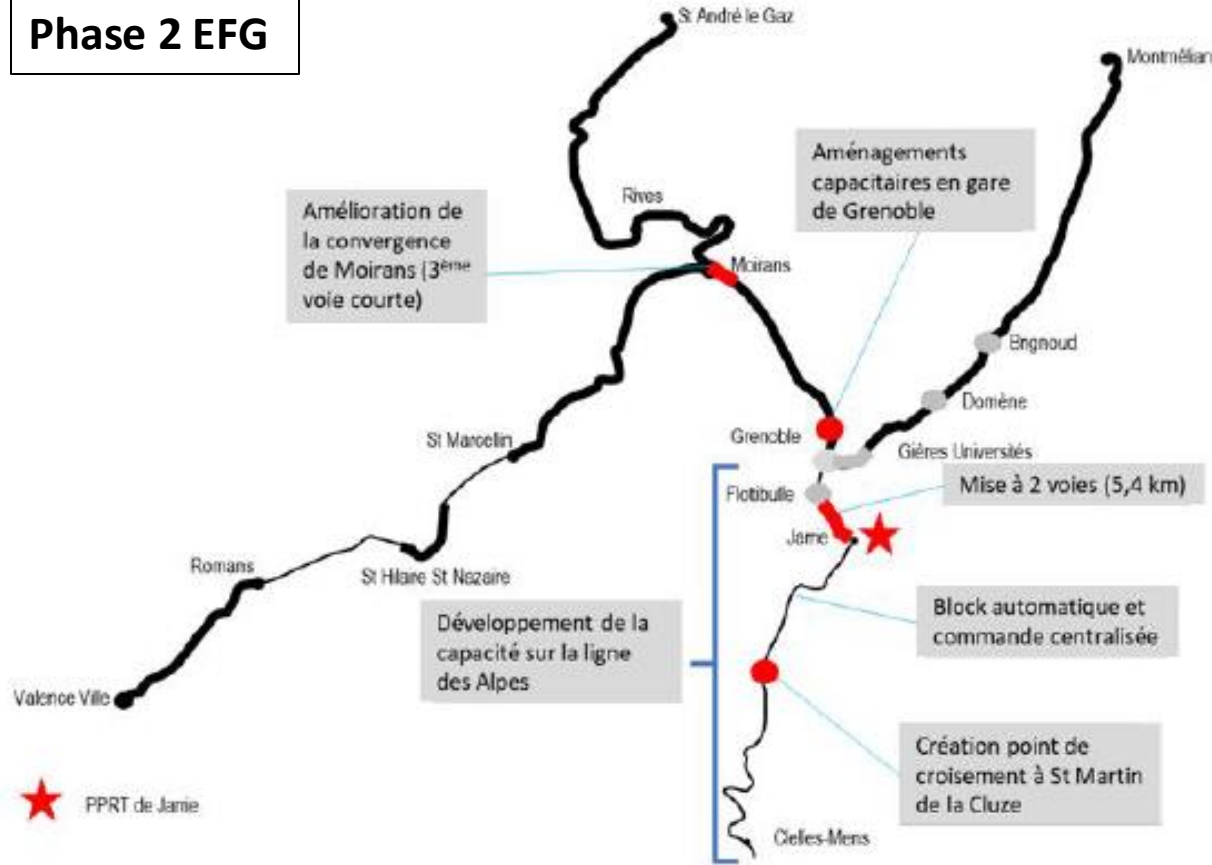 Phase 2 EFG
St André le Gaz
Montmélian
Aménagements
capacitaires en gare
de Grenoble
Amélioration de
la convergence
de Moirans (3ème
voie courte)
Rives
Moirans
Brignoud
Domène
Grenoble
Gières Universités
St Marcelin
Mise à 2 voies (5,4 km)
Flotibulle
Jarrie
Romans
St Hilaire St Nazaire
Block automatique et
commande centralisée
Développement de la
capacité sur la ligne
des Alpes
Valence Ville
Création point de
croisement à St Martin
de la Cluze
PPRT de Jarrie
Clelles-Mens